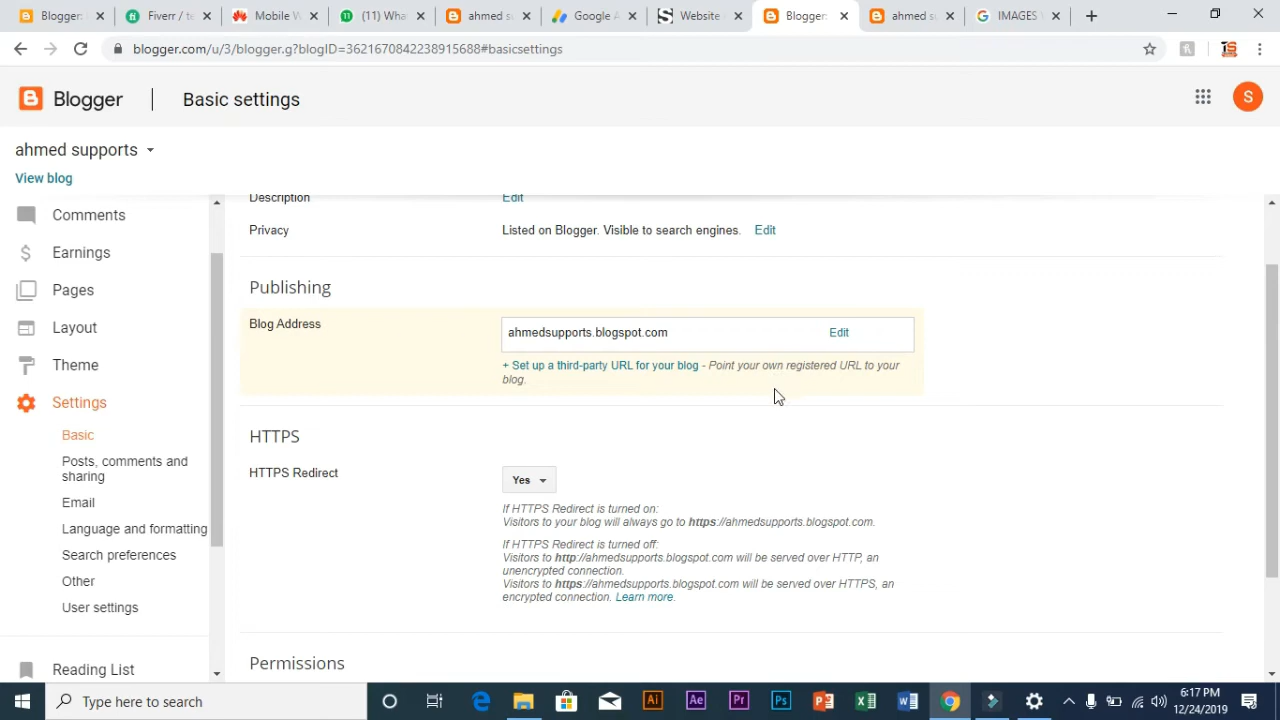 Blogger:
Fiverr / Se
Mobile W
(11) Wha
ahmed s
Google A
Website
Blogger:
ahmed su
IMAGES V
blogger.com/u/3/blogger.g?blogID=3621670842238915688#basicsettings
Blogger
Basic settings
S
ahmed supports
View blog
Comments
Earnings
Pages
Layout
Theme
Settings
Basic
Posts, comments and
sharing
Email
Language and formatting
Search preferences
Other
User settings
Reading List
Description
Edit
Privacy
Listed on Blogger. Visible to search engines. Edit
Publishing
Blog Address
ahmedsupports.blogspot.com Edit
+ Set up a third-party URL for your blog - Point your own registered URL to your
blog.
HTTPS
HTTPS Redirect
Yes
If HTTPS Redirect is turned on:
Visitors to your blog will always go to https://ahmedsupports.blogspot.com.
If HTTPS Redirect is turned off:
Visitors to http://ahmedsupports.blogspot.com will be served over HTTP, an
unencrypted connection.
Visitors to https://ahmedsupports.blogspot.com will be served over HTTPS, an
encrypted connection. Learn more.
Permissions
Type here to search
Ai
Ae
Pr
Ps
6:17 PM
12/24/2019